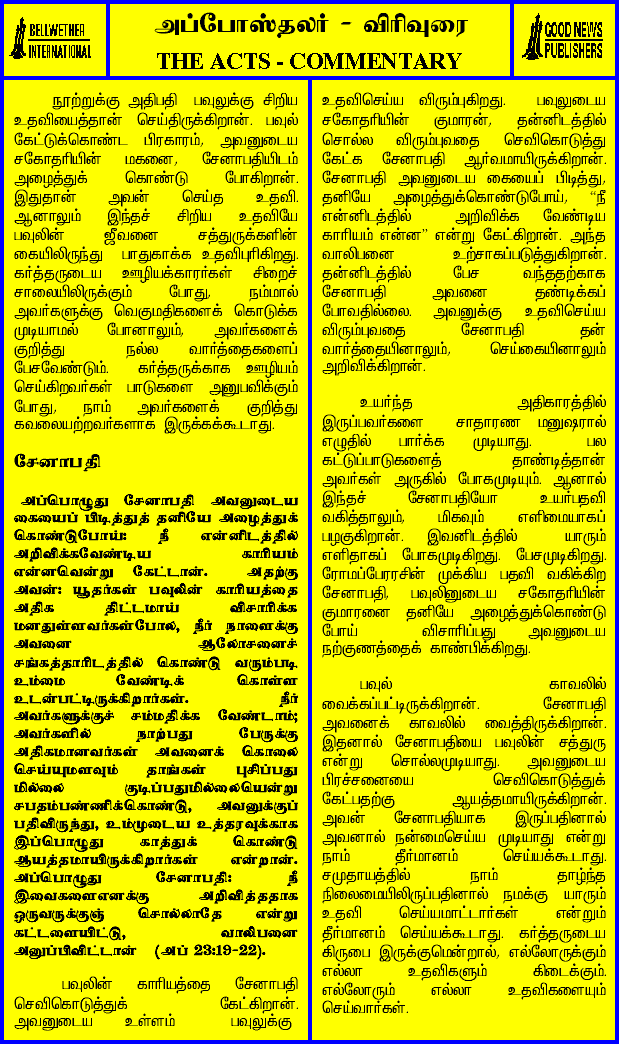 BELLWETHER
INTERNATIONAL
அப்போஸ்தலர் - விரிவுரை
THE ACTS - COMMENTARY
GOOD NEWS
PUBLISHERS
நூற்றுக்கு அதிபதி பவுலுக்கு சிறிய
உதவியைத்தான் செய்திருக்கிறான். பவுல்
கேட்டுக்கொண்ட பிரகாரம், அவனுடைய
சகோதரியின் மகனை, சேனாபதியிடம்
அழைத்துக் கொண்டு போகிறான்.
இதுதான் அவன் செய்த உதவி.
ஆனாலும் இந்தச் சிறிய உதவியே
பவுலின் ஜீவனை சத்துருக்களின்
கையிலிருந்து பாதுகாக்க உதவிபுரிகிறது.
கர்த்தருடைய ஊழியக்காரர்கள் சிறைச்
சாலையிலிருக்கும் போது, நம்மால்
அவர்களுக்கு வெகுமதிகளைக் கொடுக்க
முடியாமல் போனாலும், அவர்களைக்
குறித்து நல்ல வார்த்தைகளைப்
பேசவேண்டும். கர்த்தருக்காக ஊழியம்
செய்கிறவர்கள் பாடுகளை அனுபவிக்கும்
போது, நாம் அவர்களைக் குறித்து
கவலையற்றவர்களாக இருக்கக்கூடாது.
சேனாபதி
அப்பொழுது சேனாபதி அவனுடைய
கையைப் பிடித்துத் தனியே அழைத்துக்
கொண்டுபோய்: நீ என்னிடத்தில்
அறிவிக்கவேண்டிய காரியம்
என்னவென்று கேட்டான். அதற்கு
அவன்: யூதர்கள் பவுலின் காரியத்தை
அதிக திட்டமாய் விசாரிக்க
மனதுள்ளவர்கள்போல, நீர் நாளைக்கு
அவனை ஆலோசனைச்
சங்கத்தாரிடத்தில் கொண்டு வரும்படி
உம்மை வேண்டிக் கொள்ள
உடன்பட்டிருக்கிறார்கள். நீர்
அவர்களுக்குச் சம்மதிக்க வேண்டாம்;
அவர்களில் நாற்பது பேருக்கு
அதிகமானவர்கள் அவனைக் கொலை
செய்யுமளவும் தாங்கள் புசிப்பது
மில்லை குடிப்பதுமில்லையென்று
சபதம்பண்ணிக்கொண்டு, அவனுக்குப்
பதிவிருந்து, உம்முடைய உத்தரவுக்காக
இப்பொழுது காத்துக் கொண்டு
ஆயத்தமாயிருக்கிறார்கள் என்றான்.
அப்பொழுது சேனாபதி: நீ
இவைகளைஎனக்கு அறிவித்ததாக
ஒருவருக்குஞ் சொல்லாதே என்று
கட்டளையிட்டு, வாலிபனை
அனுப்பிவிட்டான் (அப் 23:19-22).
பவுலின் காரியத்தை சேனாபதி
செவிகொடுத்துக் கேட்கிறான்.
அவனுடைய உள்ளம் பவுலுக்கு
உதவிசெய்ய விரும்புகிறது. பவுலுடைய
சகோதரியின் குமாரன், தன்னிடத்தில்
சொல்ல விரும்புவதை செவிகொடுத்து
கேட்க சேனாபதி ஆர்வமாயிருக்கிறான்.
சேனாபதி அவனுடைய கையைப் பிடித்து,
தனியே அழைத்துக்கொண்டுபோய், “நீ
என்னிடத்தில் அறிவிக்க வேண்டிய
காரியம் என்ன” என்று கேட்கிறான். அந்த
வாலிபனை உற்சாகப்படுத்துகிறான்.
தன்னிடத்தில் பேச வந்ததற்காக
சேனாபதி அவனை தண்டிக்கப்
போவதில்லை. அவனுக்கு உதவிசெய்ய
விரும்புவதை சேனாபதி தன்
வார்த்தையினாலும், செய்கையினாலும்
அறிவிக்கிறான்.
உயர்ந்த அதிகாரத்தில்
இருப்பவர்களை சாதாரண மனுஷரால்
எழுதில் பார்க்க முடியாது. பல
கட்டுப்பாடுகளைத் தாண்டித்தான்
அவர்கள் அருகில் போகமுடியும். ஆனால்
இந்தச் சேனாபதியோ உயர்பதவி
வகித்தாலும், மிகவும் எளிமையாகப்
பழகுகிறான். இவனிடத்தில் யாரும்
எளிதாகப் போகமுடிகிறது. பேசமுடிகிறது.
ரோமப்பேரரசின் முக்கிய பதவி வகிக்கிற
சேனாபதி, பவுலினுடைய சகோதரியின்
குமாரனை தனியே அழைத்துக்கொண்டு
போய் விசாரிப்பது அவனுடைய
நற்குணத்தைக் காண்பிக்கிறது.
பவுல் காவலில்
வைக்கப்பட்டிருக்கிறான். சேனாபதி
அவனைக் காவலில் வைத்திருக்கிறான்.
இதனால் சேனாபதியை பவுலின் சத்துரு
என்று சொல்லமுடியாது. அவனுடைய
பிரச்சனையை செவிகொடுத்துக்
கேட்பதற்கு ஆயத்தமாயிருக்கிறான்.
அவன் சேனாபதியாக இருப்பதினால்
அவனால் நன்மைசெய்ய முடியாது என்று
நாம் தீர்மானம் செய்யக்கூடாது.
சமுதாயத்தில் நாம் தாழ்ந்த
நிலைமையிலிருப்பதினால் நமக்கு யாரும்
உதவி செய்யமாட்டார்கள் என்றும்
தீர்மானம் செய்யக்கூடாது. கர்த்தருடைய
கிருபை இருக்குமென்றால், எல்லோருக்கும்
எல்லா உதவிகளும் கிடைக்கும்.
எல்லோரும் எல்லா உதவிகளையும்
செய்வார்கள்.